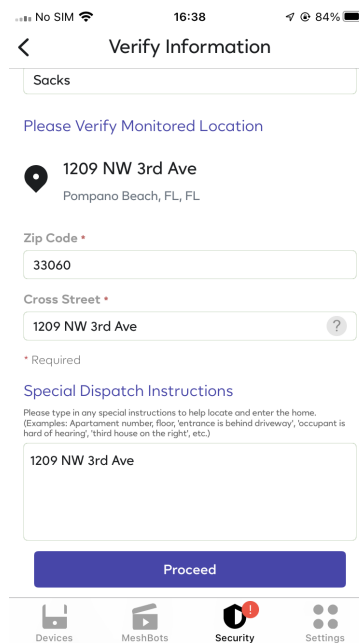 No SIM 16:38 84%
Verify Information
Sacks
Please Verify Monitored Location
1209 NW 3rd Ave
Pompano Beach, FL, FL
Zip Code *
33060
Cross Street *
1209 NW 3rd Ave ?
* Required
Special Dispatch Instructions
Please type in any special instructions to help locate and enter the home.
(Examples: Apartament number, floor, 'entrance is behind driveway', 'occupant is
hard of hearing', 'third house on the right', etc.)
1209 NW 3rd Ave
Proceed
!
Devices MeshBots Security Settings